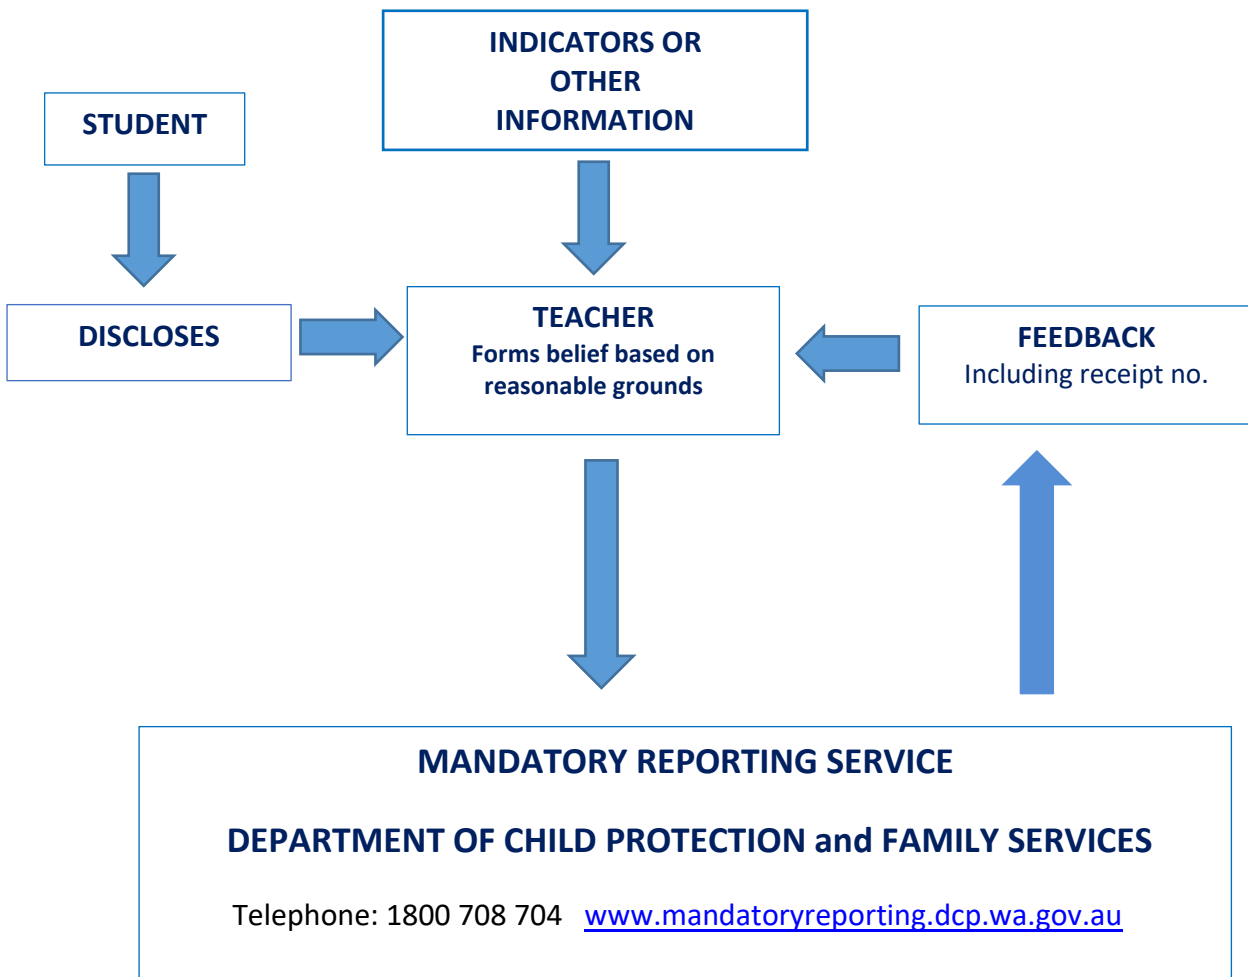 INDICATORS OR
OTHER
INFORMATION
STUDENT
DISCLOSES
TEACHER
Forms belief based on
reasonable grounds
FEEDBACK
Including receipt no.
MANDATORY REPORTING SERVICE
DEPARTMENT OF CHILD PROTECTION and FAMILY SERVICES
Telephone: 1800 708 704 www.mandatoryreporting.dcp.wa.gov.au